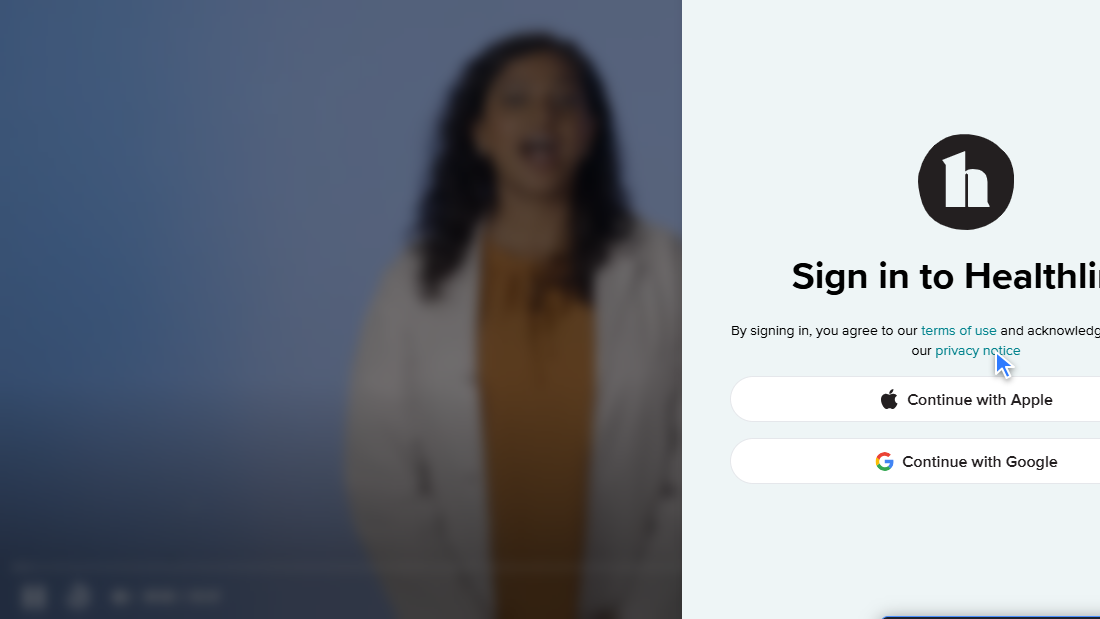 Sign in to Healthli
By signing in, you agree to our terms of use and acknowledg
our privacy notice
Continue with Apple
Continue with Google